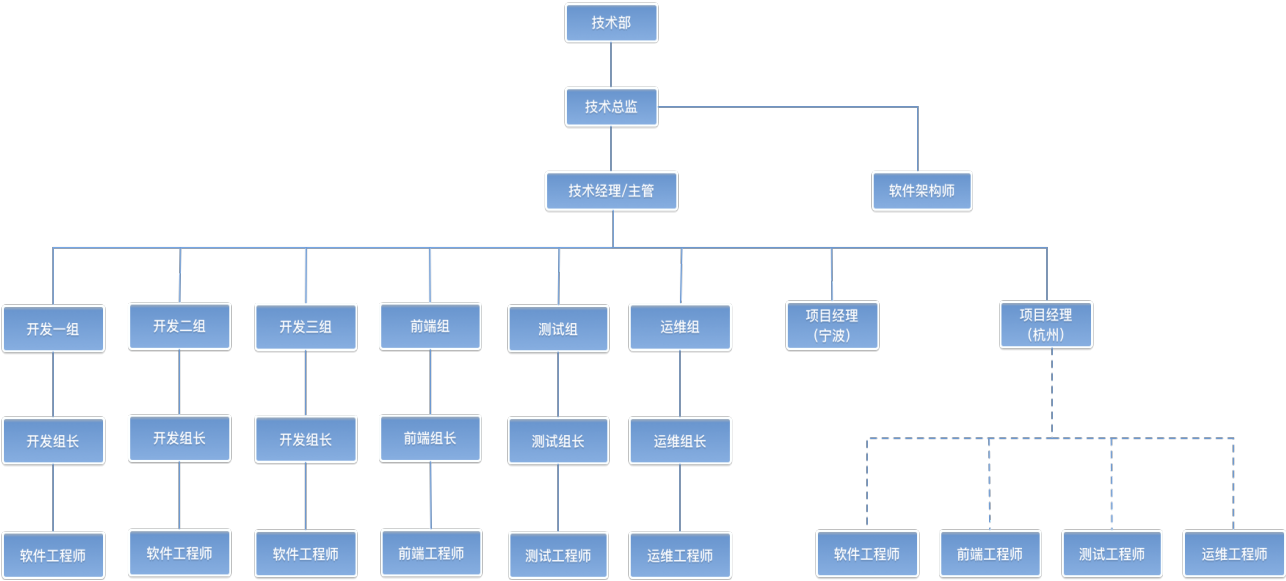 技术部
技术总监
技术经理/主管
软件架构师
开发一组
开发二组
开发三组
前端组
测试组
运维组
项目经理
（宁波）
项目经理
（杭州）
开发组长
开发组长
开发组长
前端组长
测试组长
运维组长
软件工程师
软件工程师
软件工程师
前端工程师
测试工程师
运维工程师
软件工程师
前端工程师
测试工程师
运维工程师